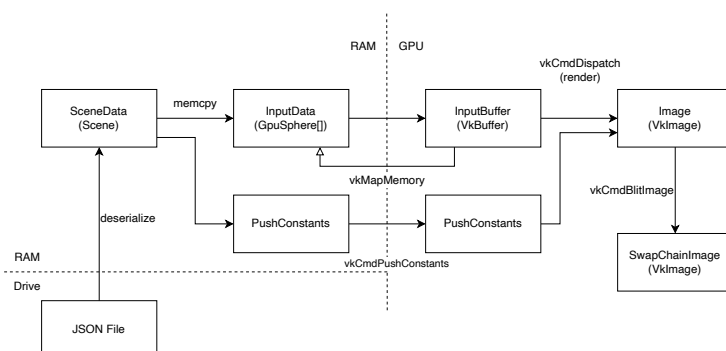 RAM
GPU
vkCmdDispatch
(render)
SceneData
(Scene)
memcpy
InputData
(GpuSphere[])
InputBuffer
(VkBuffer)
Image
(VkImage)
vkMapMemory
vkCmdBlitImage
deserialize
PushConstants
PushConstants
RAM
vkCmdPushConstants
SwapChainImage
(VkImage)
Drive
JSON File